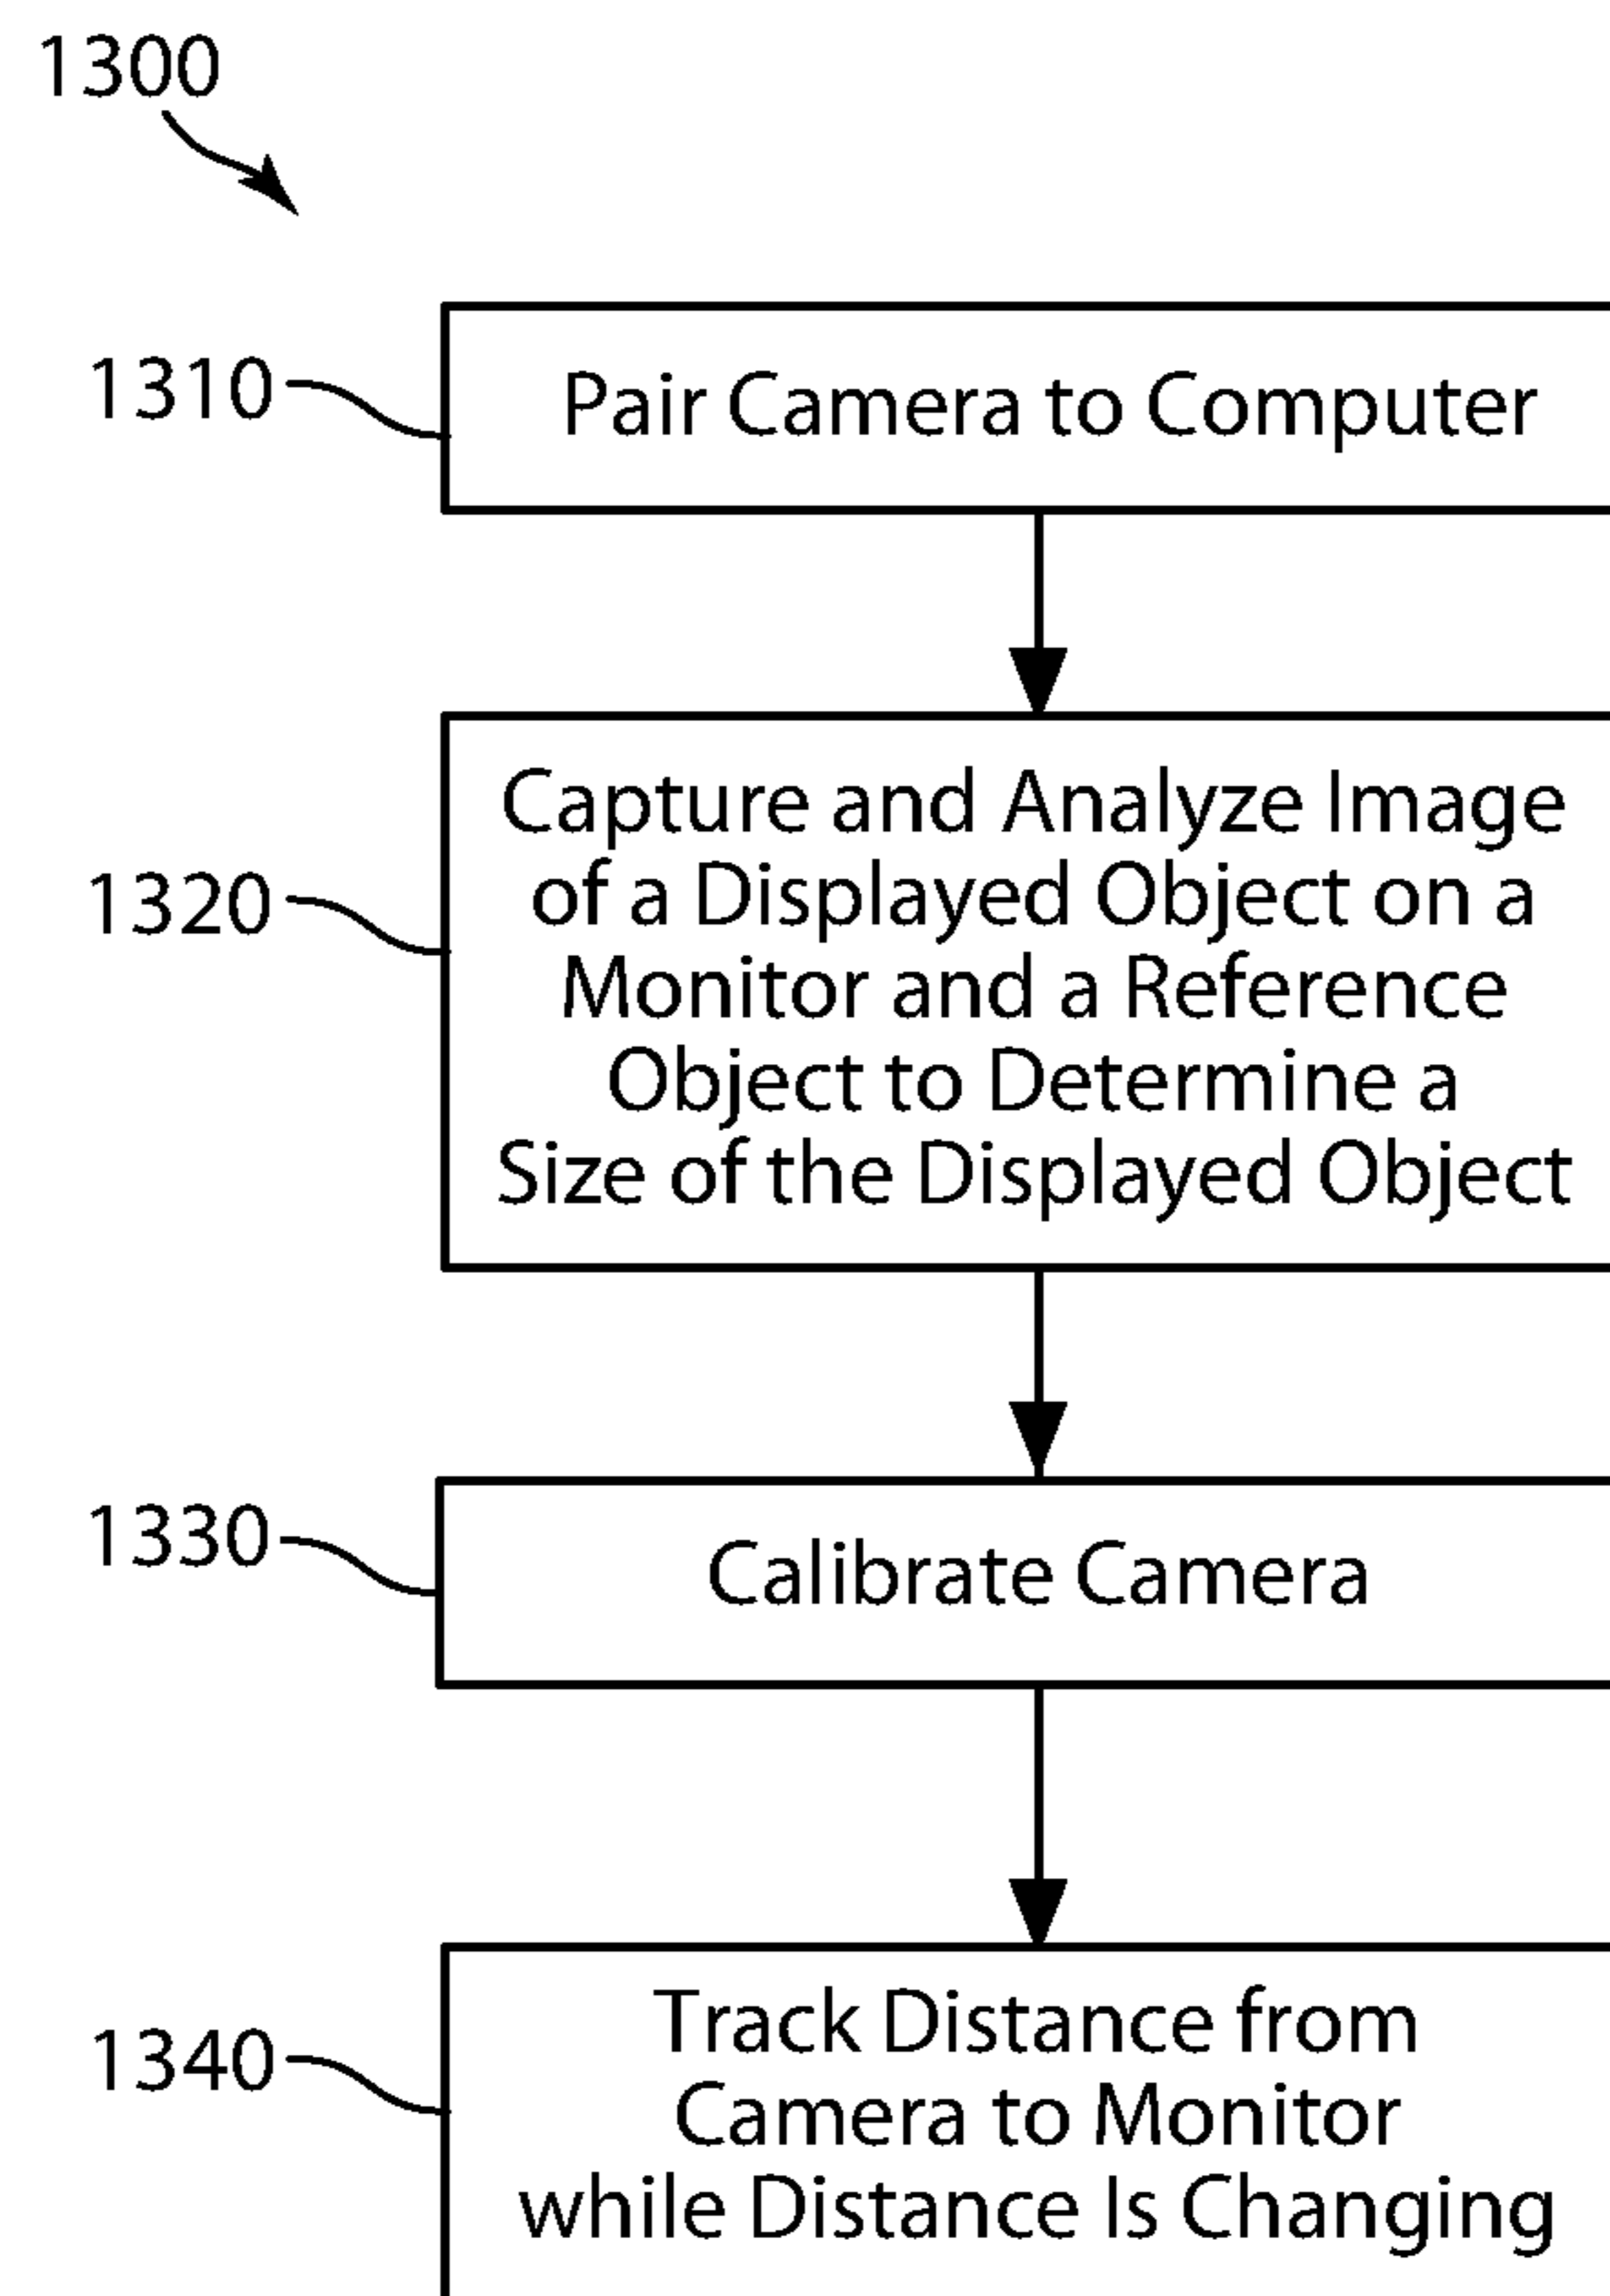 1300
1310
Pair Camera to Computer
1320
Capture and Analyze Image
of a Displayed Object on a
Monitor and a Reference
Object to Determine a
Size of the Displayed Object
1330
Calibrate Camera
1340
Track Distance from
Camera to Monitor
while Distance Is Changing